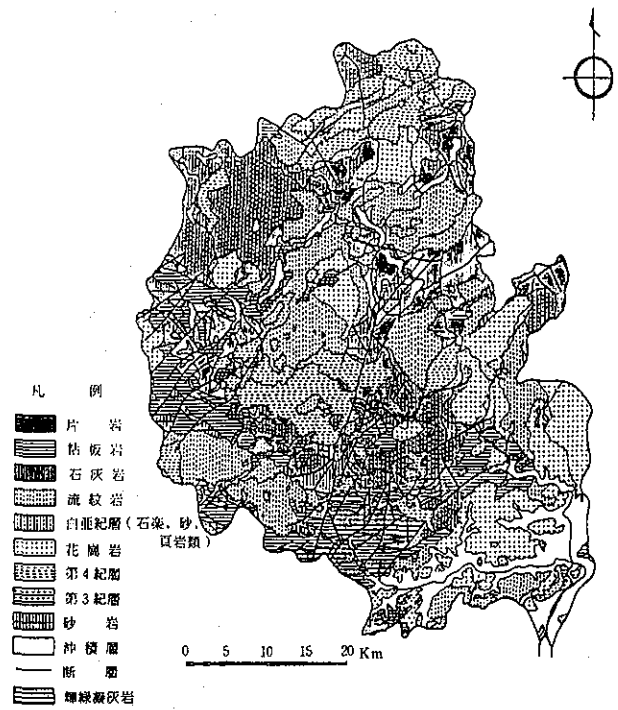 凡 例
片 岩
粘板岩
石灰岩
流紋岩
白亜紀層(石楽、砂、
頁岩類)
花崗岩
第4紀層
第3紀層
砂 岩
沖積層
断 層
輝緑凝灰岩
0 5 10 15 20 Km